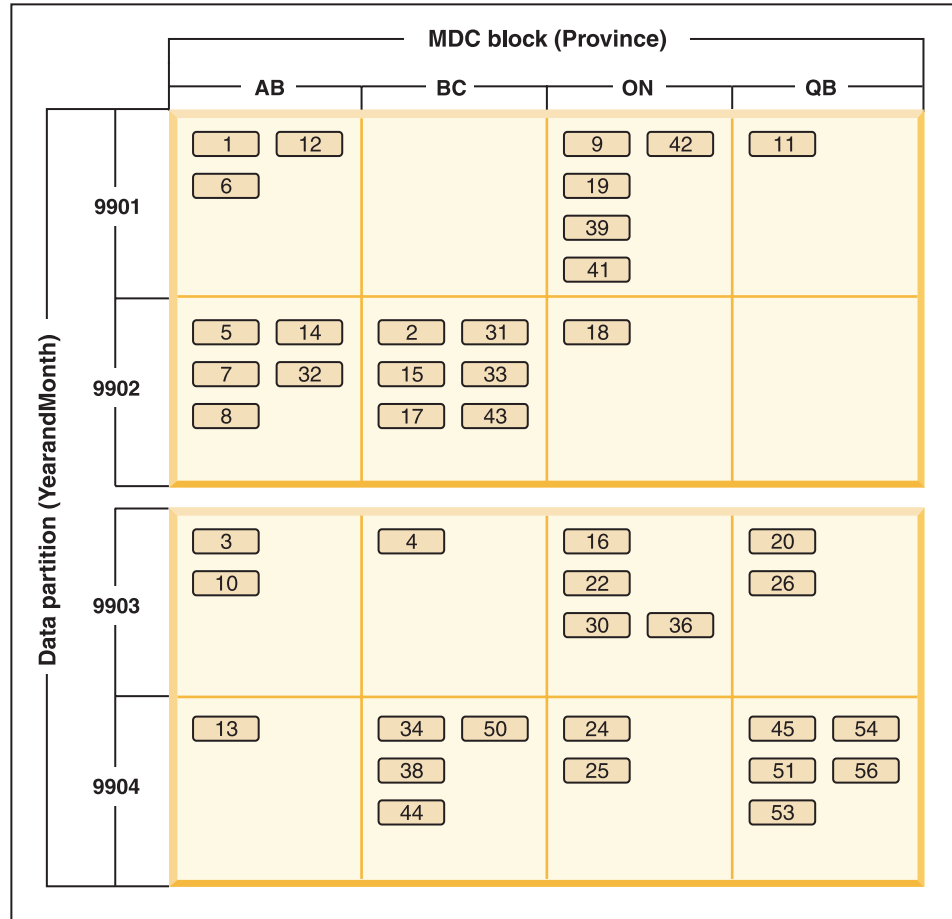 MDC block (Province)
AB BC ON QB
Data partition (YearandMonth)
9901
1 12 9 42 11
6 19
39
41
9902
5 14 2 31 18
7 32 15 33
8 17 43
9903
3 4 16 20
10 22 26
30 36
9904
13 34 50 24 45 54
38 25 51 56
44 53